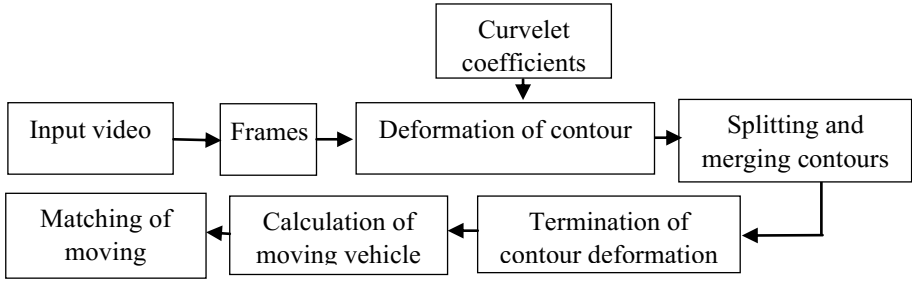 Curvelet
coefficients
Input video
Frames
Deformation of contour
Splitting and
merging contours
Matching of
moving
Calculation of
moving vehicle
Termination of
contour deformation